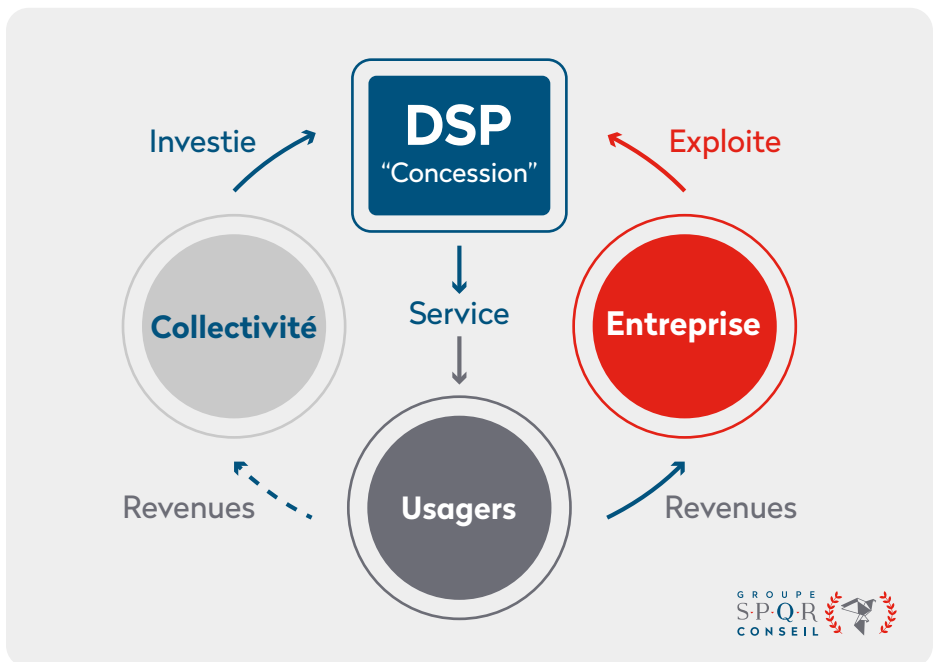 DSP
“Concession”
Investie
Exploite
Collectivité
Service
Entreprise
Revenues
Usagers
Revenues
GROUPE
S·P·Q·R
CONSEIL